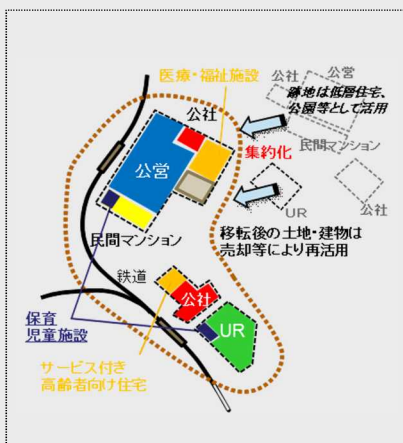 医療・福祉施設
公社
公営
公社
跡地は低層住宅、
公園等として活用
民間マンション
集約化
公営
UR
公社
移転後の土地・建物は
売却等により再活用
民間マンション
鉄道
公社
UR
保育
児童施設
サービス付き
高齢者向け住宅